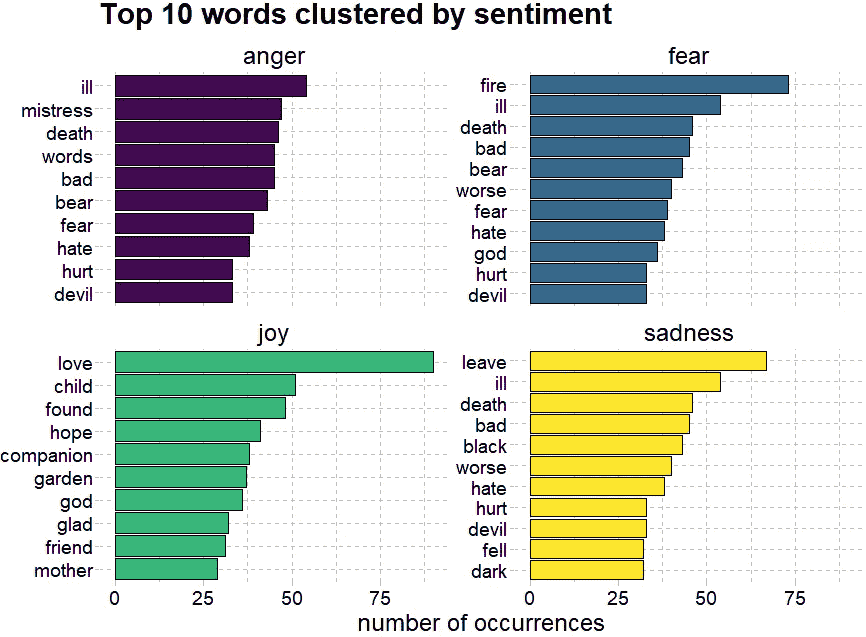 Top 10 words clustered by sentiment
anger
ill
mistress
death
words
bad
bear
fear
hate
hurt
devil
fear
fire
ill
death
bad
bear
worse
fear
hate
god
hurt
devil
joy
love
child
found
hope
companion
garden
god
glad
friend
mother
0 25 50 75
sadness
leave
ill
death
bad
black
worse
hate
hurt
devil
fell
dark
0 25 50 75
number of occurrences